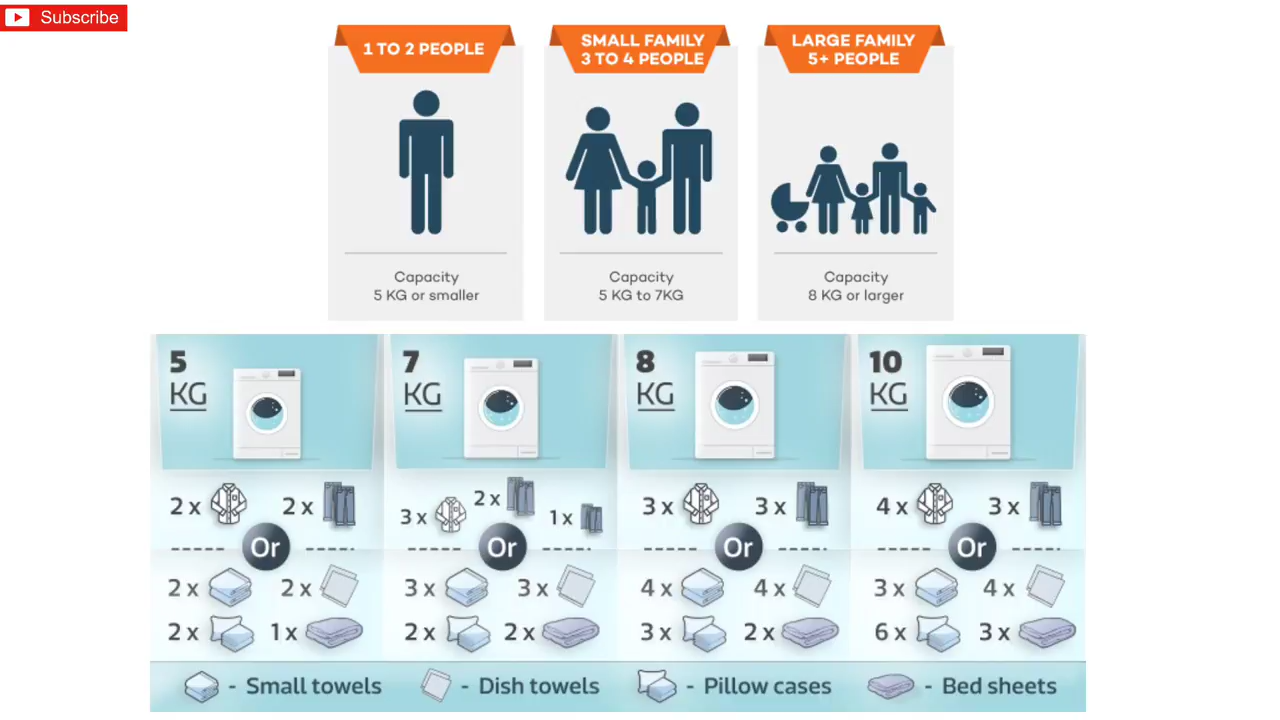 Subscribe
1 TO 2 PEOPLE
Capacity
5 KG or smaller
SMALL FAMILY
3 TO 4 PEOPLE
Capacity
5 KG to 7KG
LARGE FAMILY
5+ PEOPLE
Capacity
8 KG or larger
5
KG
2 x 2 x
Or
2 x 2 x
2 x 1 x
7
KG
3 x 2 x 1 x
Or
3 x 3 x
2 x 2 x
8
KG
3 x 3 x
Or
4 x 4 x
3 x 2 x
10
KG
4 x 3 x
Or
3 x 4 x
6 x 3 x
- Small towels - Dish towels - Pillow cases - Bed sheets